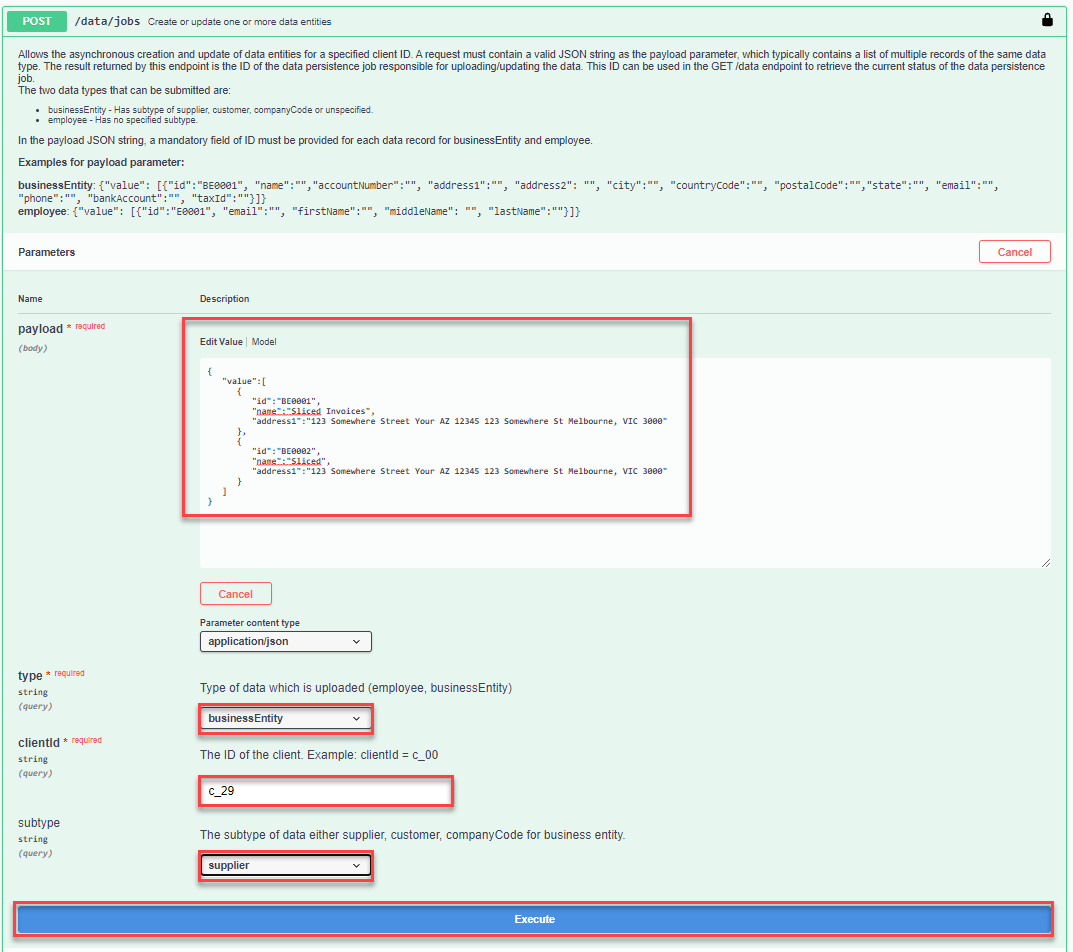 POST /data/jobs Create or update one or more data entities
Allows the asynchronous creation and update of data entities for a specified client ID. A request must contain a valid JSON string as the payload parameter, which typically contains a list of multiple records of the same data
type. The result returned by this endpoint is the ID of the data persistence job responsible for uploading/updating the data. This ID can be used in the GET /data endpoint to retrieve the current status of the data persistence
job.
The two data types that can be submitted are:
• businessEntity - Has subtype of supplier, customer, companyCode or unspecified.
• employee - Has no specified subtype.
In the payload JSON string, a mandatory field of ID must be provided for each data record for businessEntity and employee.
Examples for payload parameter:
businessEntity: {"value": [{"id":"BE0001", "name":"","accountNumber":"", "address1":"", "address2": "", "city":"", "countryCode":"", "postalCode":"","state":"", "email":"",
"phone":"", "bankAccount":"", "taxId":""}]}
employee: {"value": [{"id":"E0001", "email":"", "firstName":"", "middleName": "", "lastName":""}]}
Parameters
Cancel
Name Description
payload * required
(body)
Edit Value | Model
{
"value":[
{
"id":"BE0001",
"name":"Sliced Invoices",
"address1":"123 Somewhere Street Your AZ 12345 123 Somewhere St Melbourne, VIC 3000"
},
{
"id":"BE0002",
"name":"Sliced",
"address1":"123 Somewhere Street Your AZ 12345 123 Somewhere St Melbourne, VIC 3000"
}
]
}
Cancel
Parameter content type
application/json
type * required
string
(query)
Type of data which is uploaded (employee, businessEntity)
businessEntity
clientId * required
string
(query)
The ID of the client. Example: clientId = c_00
c_29
subtype
string
(query)
The subtype of data either supplier, customer, companyCode for business entity.
supplier
Execute